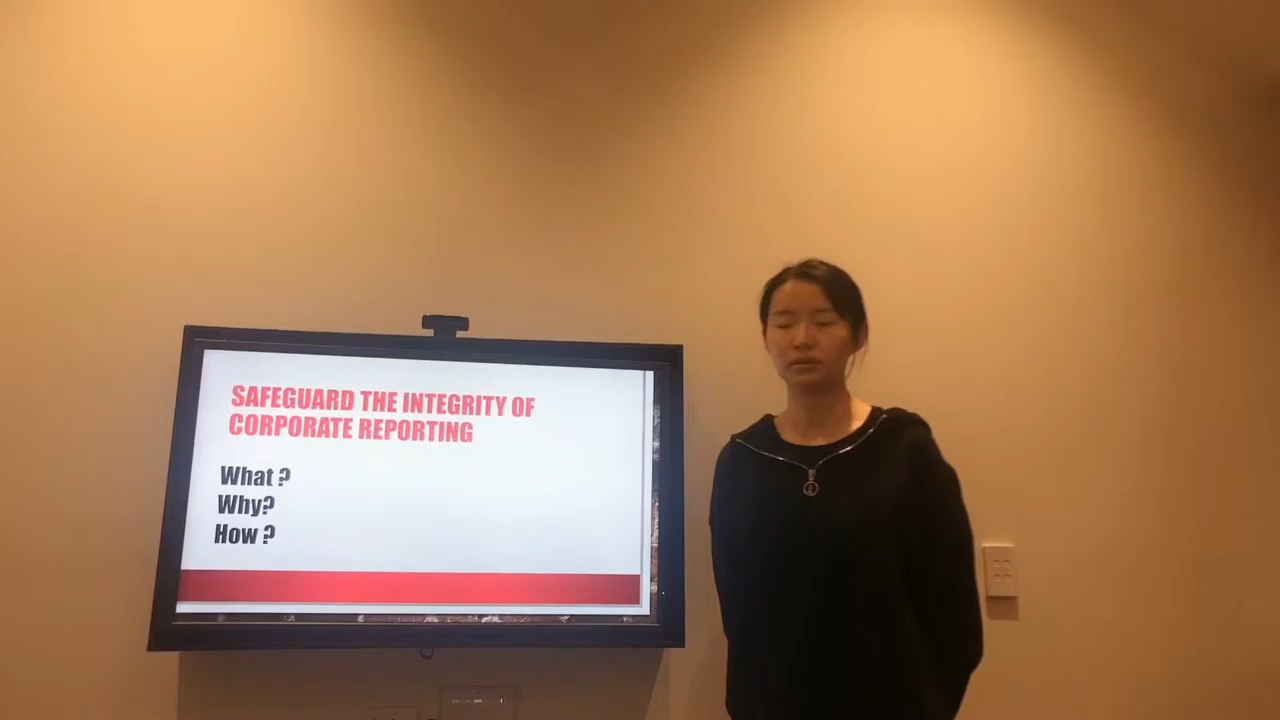 SAFEGUARD THE INTEGRITY OF
CORPORATE REPORTING
What ?
Why?
How ?